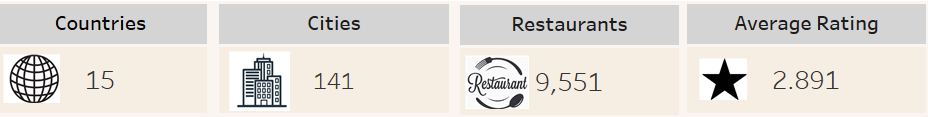 Countries
15
Cities
141
Restaurants
Restaurant
9,551
Average Rating
2.891